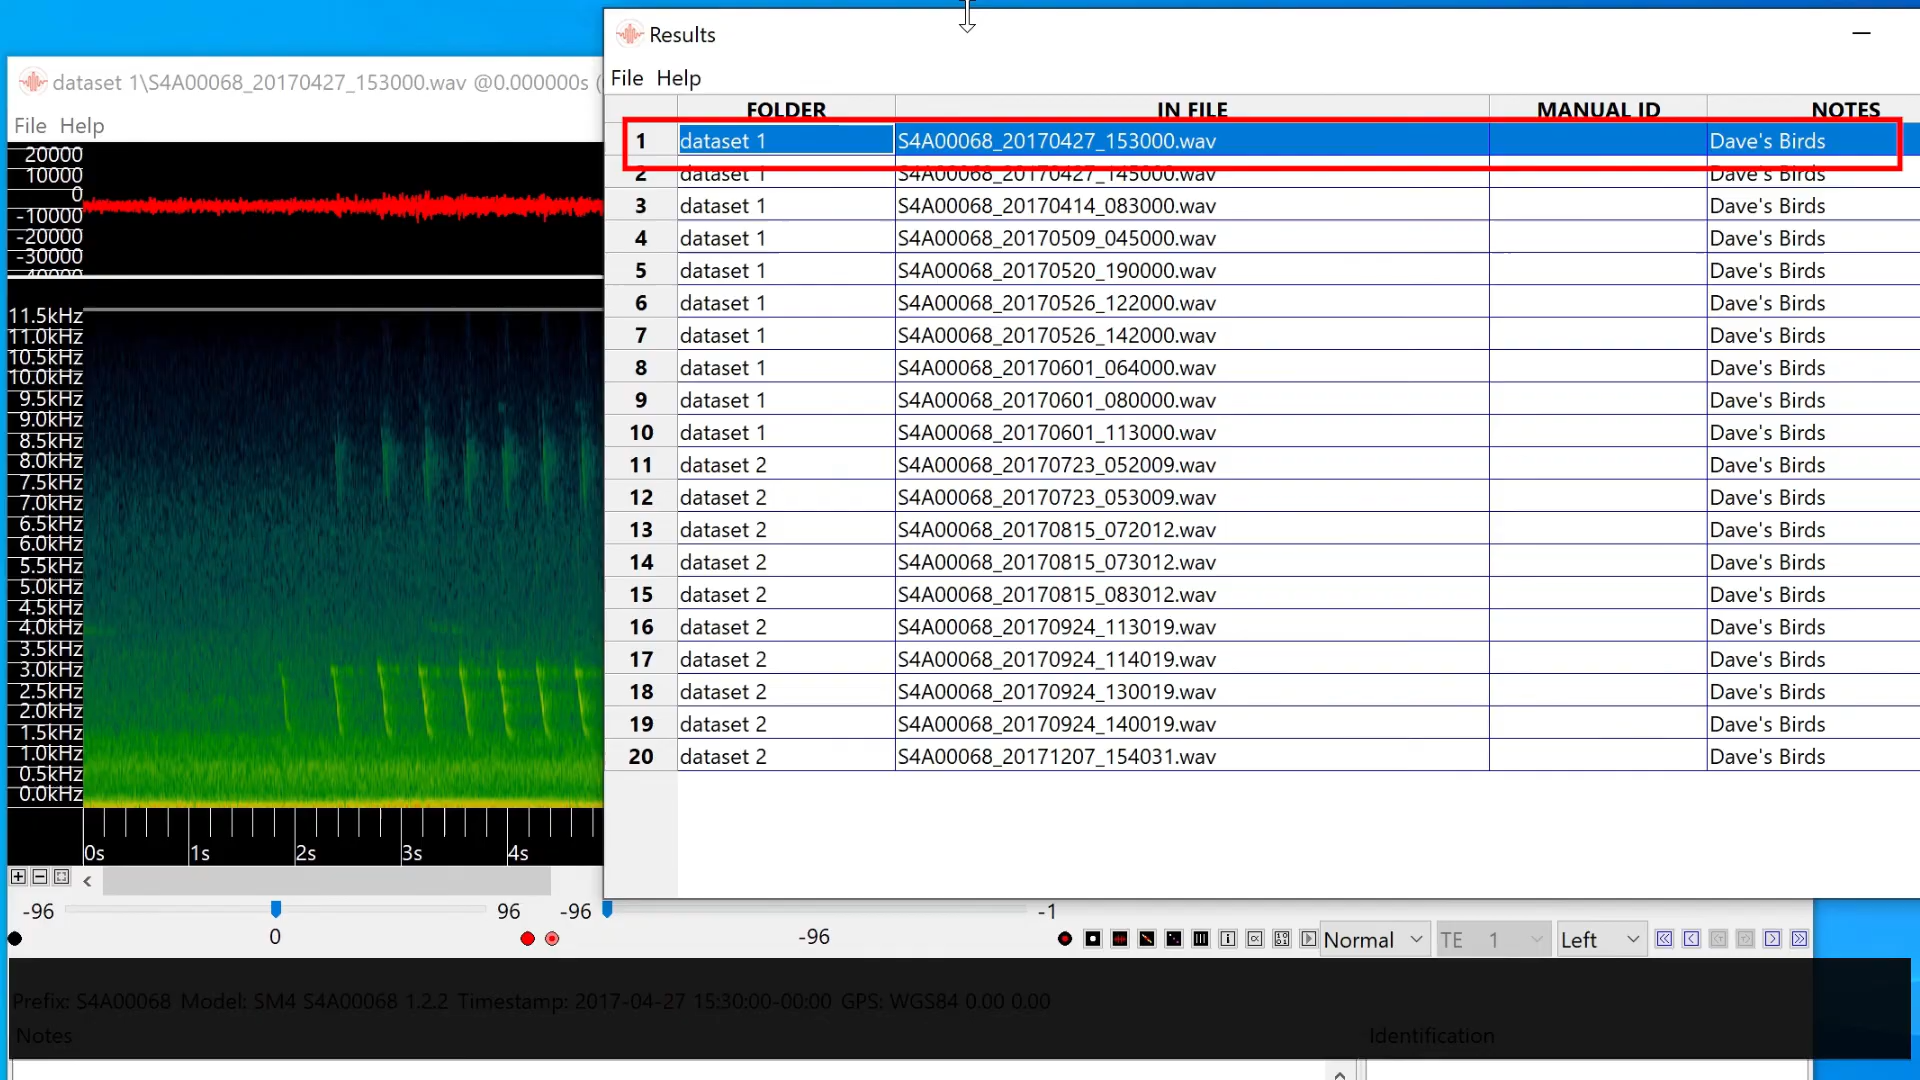 Results
dataset 1\S4A00068_20170427_153000.wav @0.000000s (
File Help
File Help
FOLDER IN FILE MANUAL ID NOTES
1 dataset 1 S4A00068_20170427_153000.wav Dave's Birds
2 dataset 1 S4A00068_20170427_145000.wav Dave's Birds
3 dataset 1 S4A00068_20170414_083000.wav Dave's Birds
4 dataset 1 S4A00068_20170509_045000.wav Dave's Birds
5 dataset 1 S4A00068_20170520_190000.wav Dave's Birds
6 dataset 1 S4A00068_20170526_122000.wav Dave's Birds
7 dataset 1 S4A00068_20170526_142000.wav Dave's Birds
8 dataset 1 S4A00068_20170601_064000.wav Dave's Birds
9 dataset 1 S4A00068_20170601_080000.wav Dave's Birds
10 dataset 1 S4A00068_20170601_113000.wav Dave's Birds
11 dataset 2 S4A00068_20170723_052009.wav Dave's Birds
12 dataset 2 S4A00068_20170723_053009.wav Dave's Birds
13 dataset 2 S4A00068_20170815_072012.wav Dave's Birds
14 dataset 2 S4A00068_20170815_073012.wav Dave's Birds
15 dataset 2 S4A00068_20170815_083012.wav Dave's Birds
16 dataset 2 S4A00068_20170924_113019.wav Dave's Birds
17 dataset 2 S4A00068_20170924_114019.wav Dave's Birds
18 dataset 2 S4A00068_20170924_130019.wav Dave's Birds
19 dataset 2 S4A00068_20170924_140019.wav Dave's Birds
20 dataset 2 S4A00068_20171207_154031.wav Dave's Birds
20000
10000
0
-10000
-20000
-30000
-40000
11.5kHz
11.0kHz
10.5kHz
10.0kHz
9.5kHz
9.0kHz
8.5kHz
8.0kHz
7.5kHz
7.0kHz
6.5kHz
6.0kHz
5.5kHz
5.0kHz
4.5kHz
4.0kHz
3.5kHz
3.0kHz
2.5kHz
2.0kHz
1.5kHz
1.0kHz
0.5kHz
0.0kHz
0s 1s 2s 3s 4s
-96 96 -96 -1
0 -96 Normal TE 1 Left
Prefix: S4A00068 Model: SM4 S4A00068 1.2.2 Timestamp: 2017-04-27 15:30:00-00:00 GPS: WGS84 0.00 0.00
Notes Identification